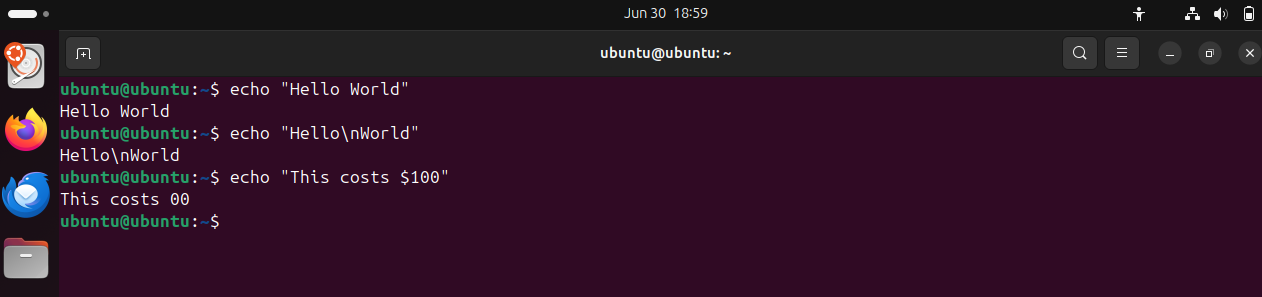 Jun 30 18:59
ubuntu@ubuntu: ~
ubuntu@ubuntu:~$ echo "Hello World"
Hello World
ubuntu@ubuntu:~$ echo "Hello\nWorld"
Hello\nWorld
ubuntu@ubuntu:~$ echo "This costs $100"
This costs 00
ubuntu@ubuntu:~$